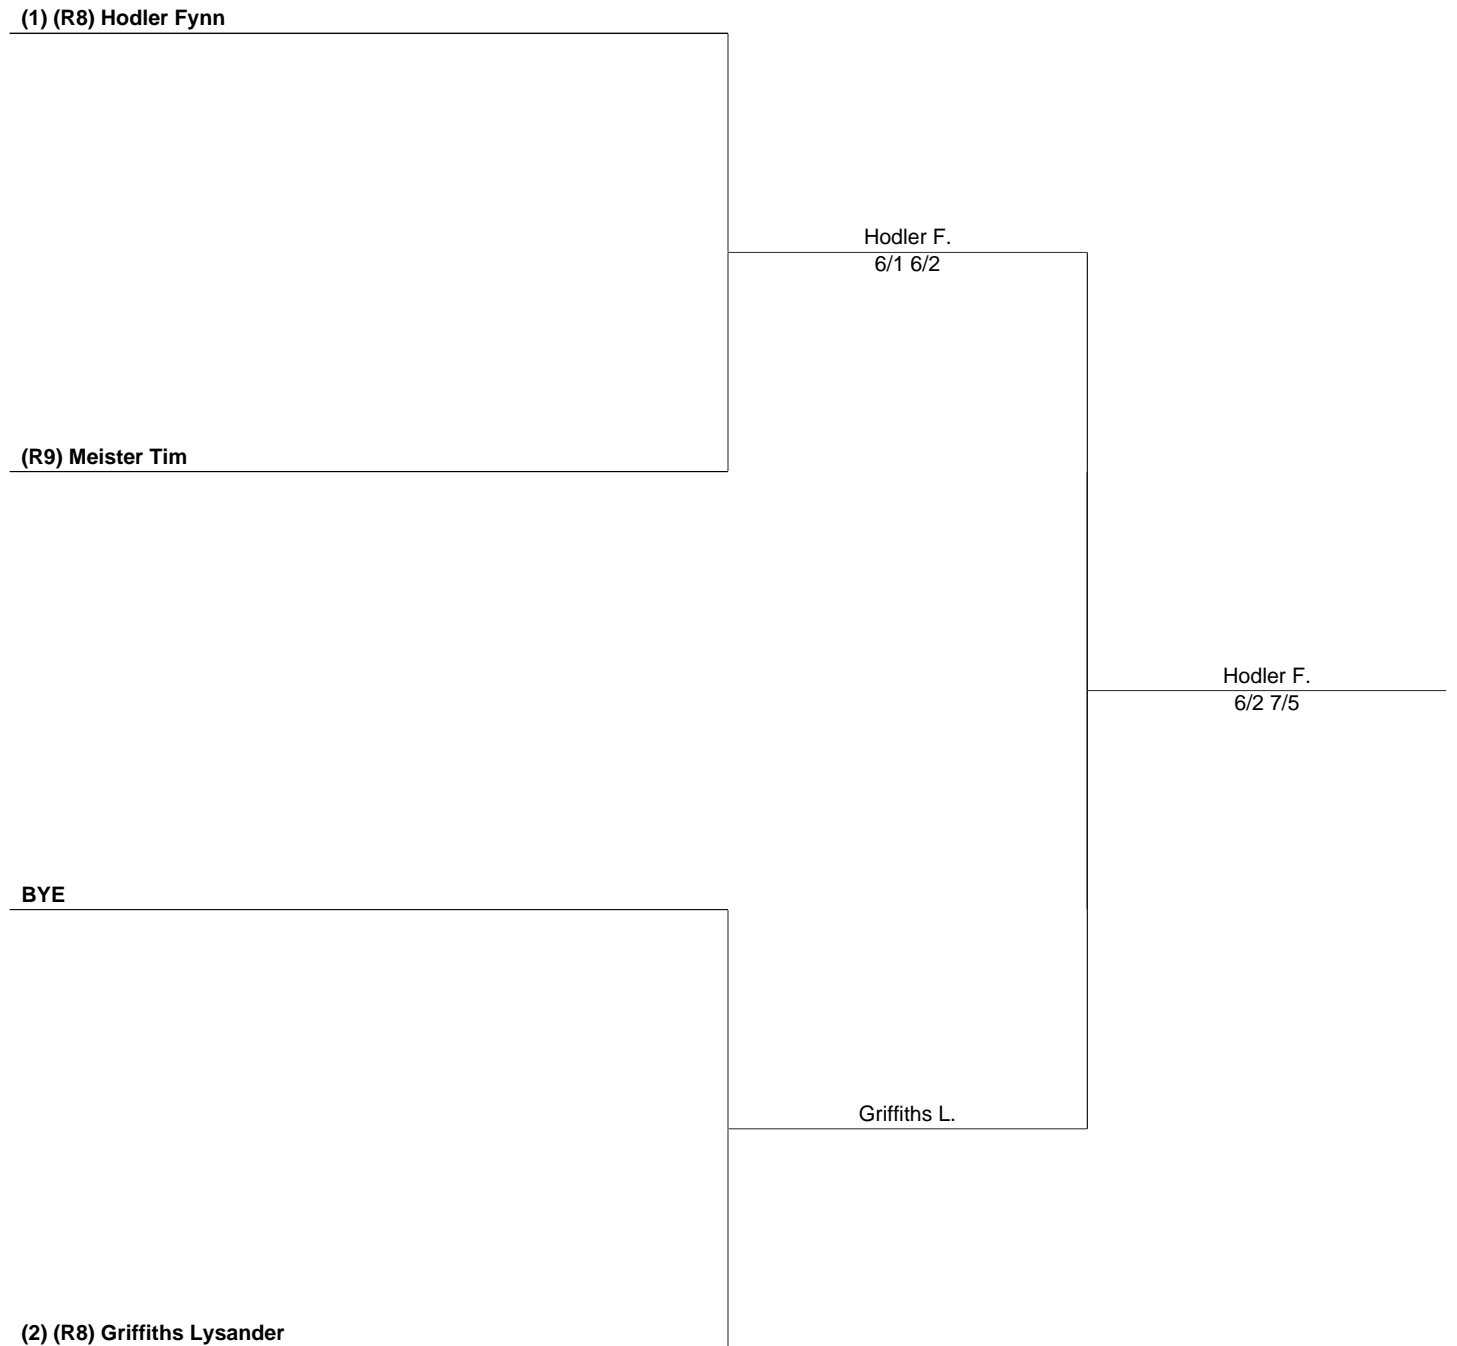 (1) (R8) Hodler Fynn
Hodler F.
6/1 6/2
(R9) Meister Tim
Hodler F.
6/2 7/5
BYE
Griffiths L.
(2) (R8) Griffiths Lysander